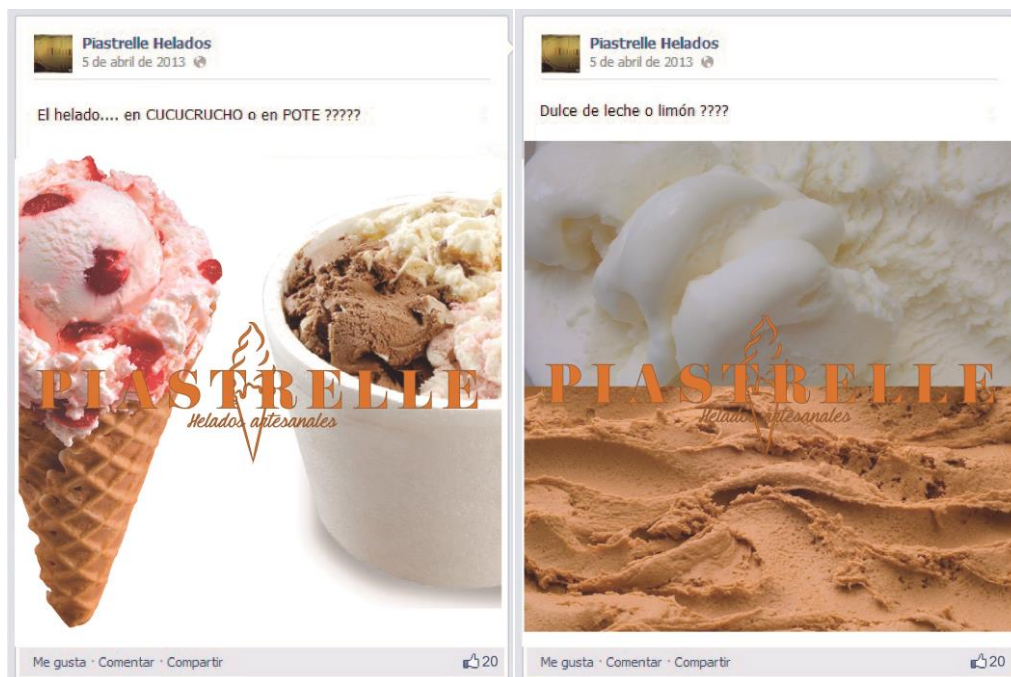 Piastrelle Helados
5 de abril de 2013
El helado.... en CUCUCRUCHO o en POTE ?????
PIASTRELLE
Helados artesanales
Me gusta · Comentar · Compartir
20
Piastrelle Helados
5 de abril de 2013
Dulce de leche o limón ????
PIASTRELLE
Helados artesanales
Me gusta · Comentar · Compartir
20